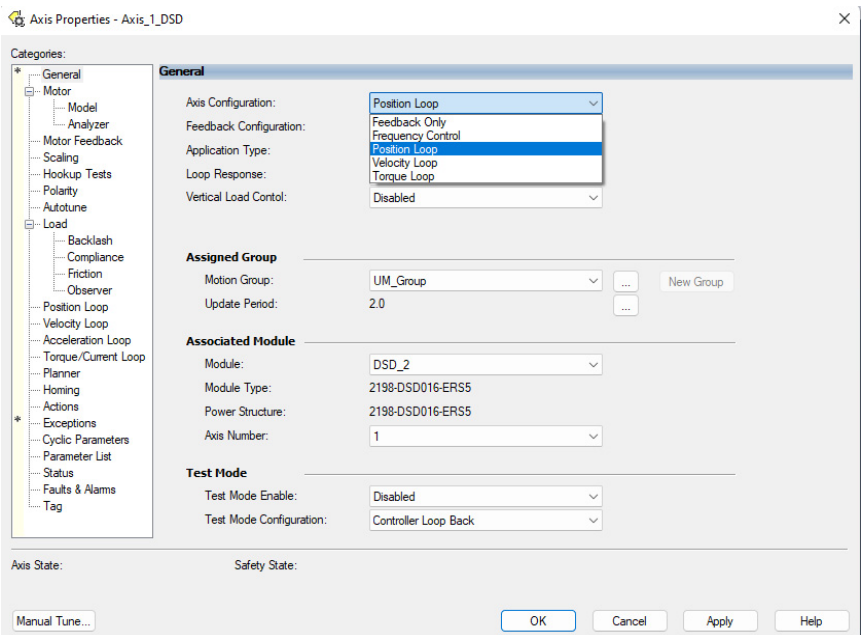 Axis Properties - Axis_1_DSD
Categories:
* General
Motor
Model
Analyzer
Motor Feedback
Scaling
Hookup Tests
Polarity
Autotune
Load
Backlash
Compliance
Friction
Observer
Position Loop
Velocity Loop
Acceleration Loop
Torque/Current Loop
Planner
Homing
Actions
* Exceptions
Cyclic Parameters
Parameter List
Status
Faults & Alarms
Tag
General
Axis Configuration: Position Loop
Feedback Only
Feedback Configuration: Frequency Control
Application Type: Position Loop
Velocity Loop
Loop Response: Torque Loop
Vertical Load Contol: Disabled
Assigned Group
Motion Group: UM_Group ... New Group
Update Period: 2.0 ...
Associated Module
Module: DSD_2
Module Type: 2198-DSD016-ERS5
Power Structure: 2198-DSD016-ERS5
Axis Number: 1
Test Mode
Test Mode Enable: Disabled
Test Mode Configuration: Controller Loop Back
Axis State: Safety State:
Manual Tune... OK Cancel Apply Help